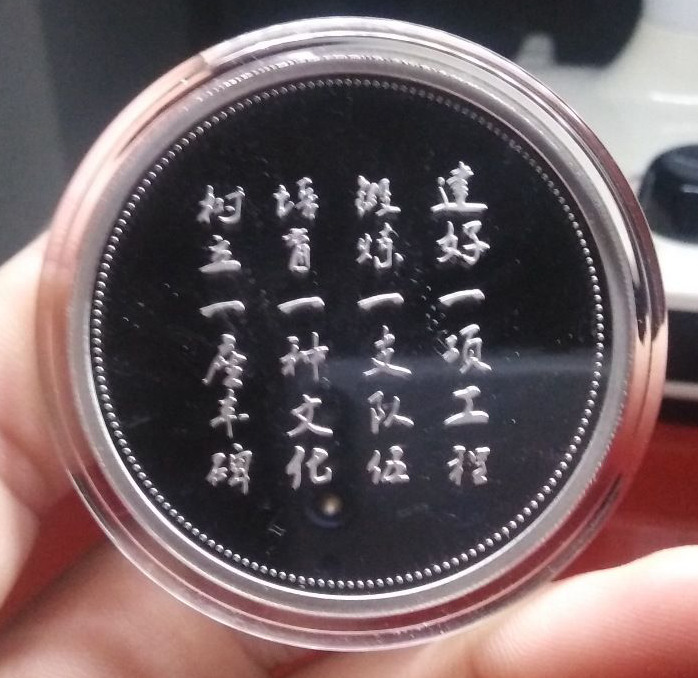 建好一项工程
锻炼一支队伍
培育一种文化
树立一座丰碑